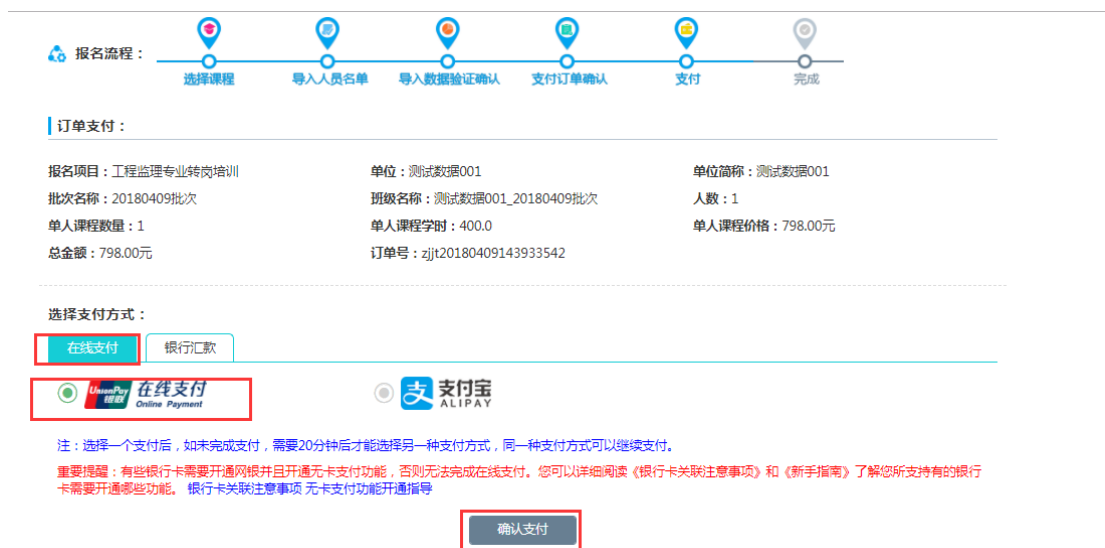 报名流程：
选择课程 导入人员名单 导入数据验证确认 支付订单确认 支付 完成
订单支付：
报名项目：工程监理专业转岗培训 单位：测试数据001 单位简称：测试数据001
批次名称：20180409批次 班级名称：测试数据001_20180409批次 人数：1
单人课程数量：1 单人课程学时：400.0 单人课程价格：798.00元
总金额：798.00元 订单号：zjjt20180409143933542
选择支付方式：
在线支付 银行汇款
UnionPay 银联 在线支付 Online Payment 支 支付宝 ALIPAY
注：选择一个支付后，如未完成支付，需要20分钟后才能选择另一种支付方式，同一种支付方式可以继续支付。
重要提醒：有些银行卡需要开通网银并且开通无卡支付功能，否则无法完成在线支付。您可以详细阅读《银行卡关联注意事项》和《新手指南》了解您所支持有的银行
卡需要开通哪些功能。 银行卡关联注意事项 无卡支付功能开通指导
确认支付